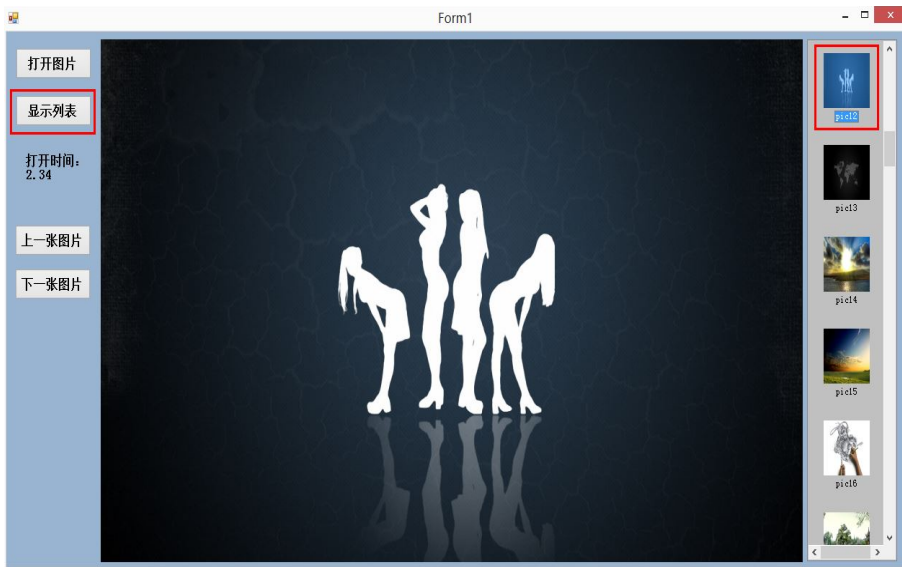 Form1
打开图片
显示列表
打开时间:
2.34
上一张图片
下一张图片
pic12
pic13
pic14
pic15
pic16